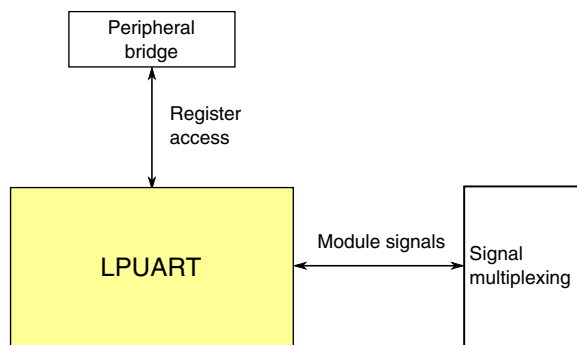 Peripheral
bridge
Register
access
LPUART
Module signals
Signal
multiplexing